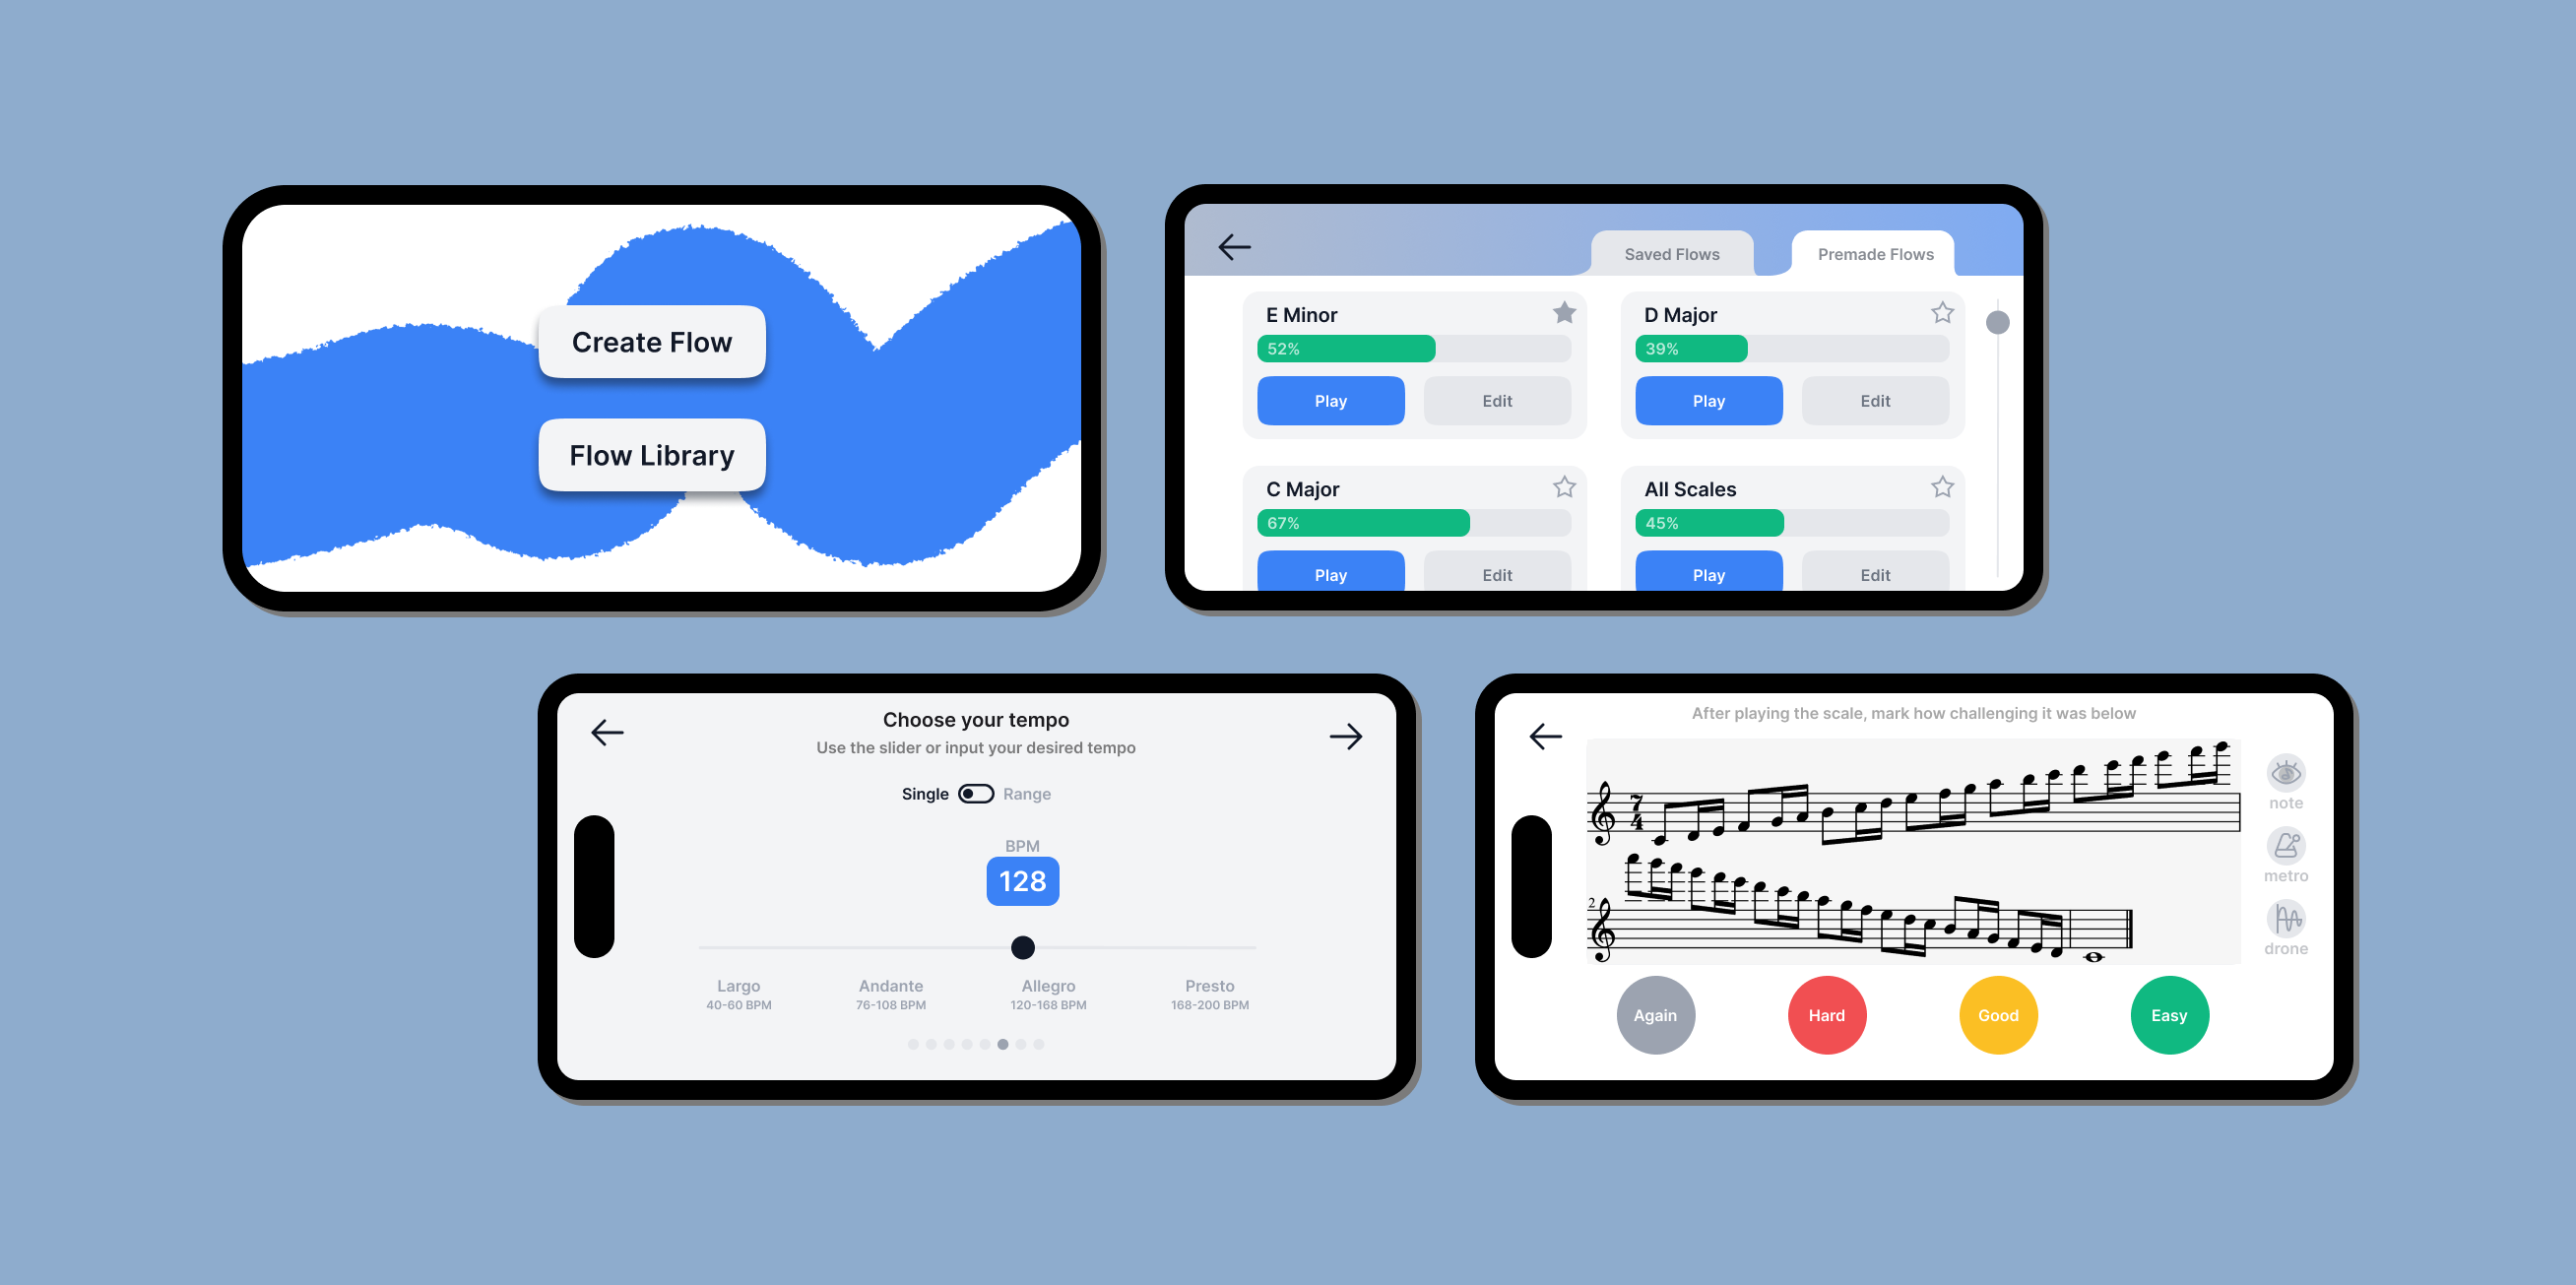 Create Flow
Flow Library
Saved Flows
Premade Flows
E Minor
52%
Play
Edit
D Major
39%
Play
Edit
C Major
67%
Play
Edit
All Scales
45%
Play
Edit
Choose your tempo
Use the slider or input your desired tempo
Single
Range
BPM
128
Largo
40-60 BPM
Andante
76-108 BPM
Allegro
120-168 BPM
Presto
168-200 BPM
After playing the scale, mark how challenging it was below
7
4
2
note
metro
drone
Again
Hard
Good
Easy